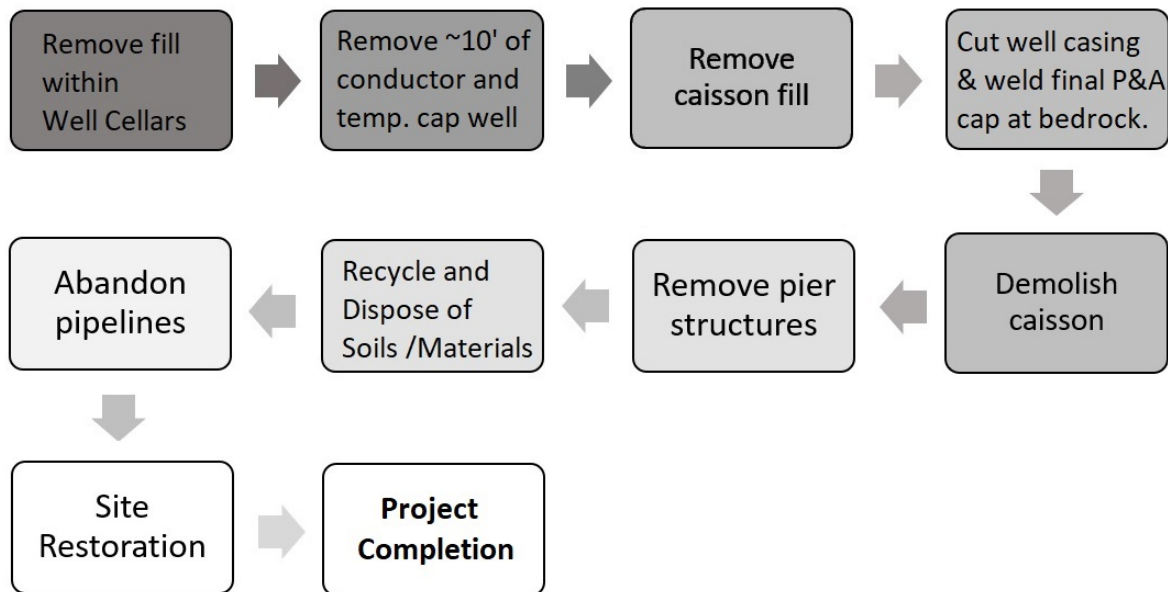 Remove fill
within
Well Cellars
Remove ~10' of
conductor and
temp. cap well
Remove
caisson fill
Cut well casing
& weld final P&A
cap at bedrock.
Demolish
caisson
Remove pier
structures
Recycle and
Dispose of
Soils /Materials
Abandon
pipelines
Site
Restoration
Project
Completion